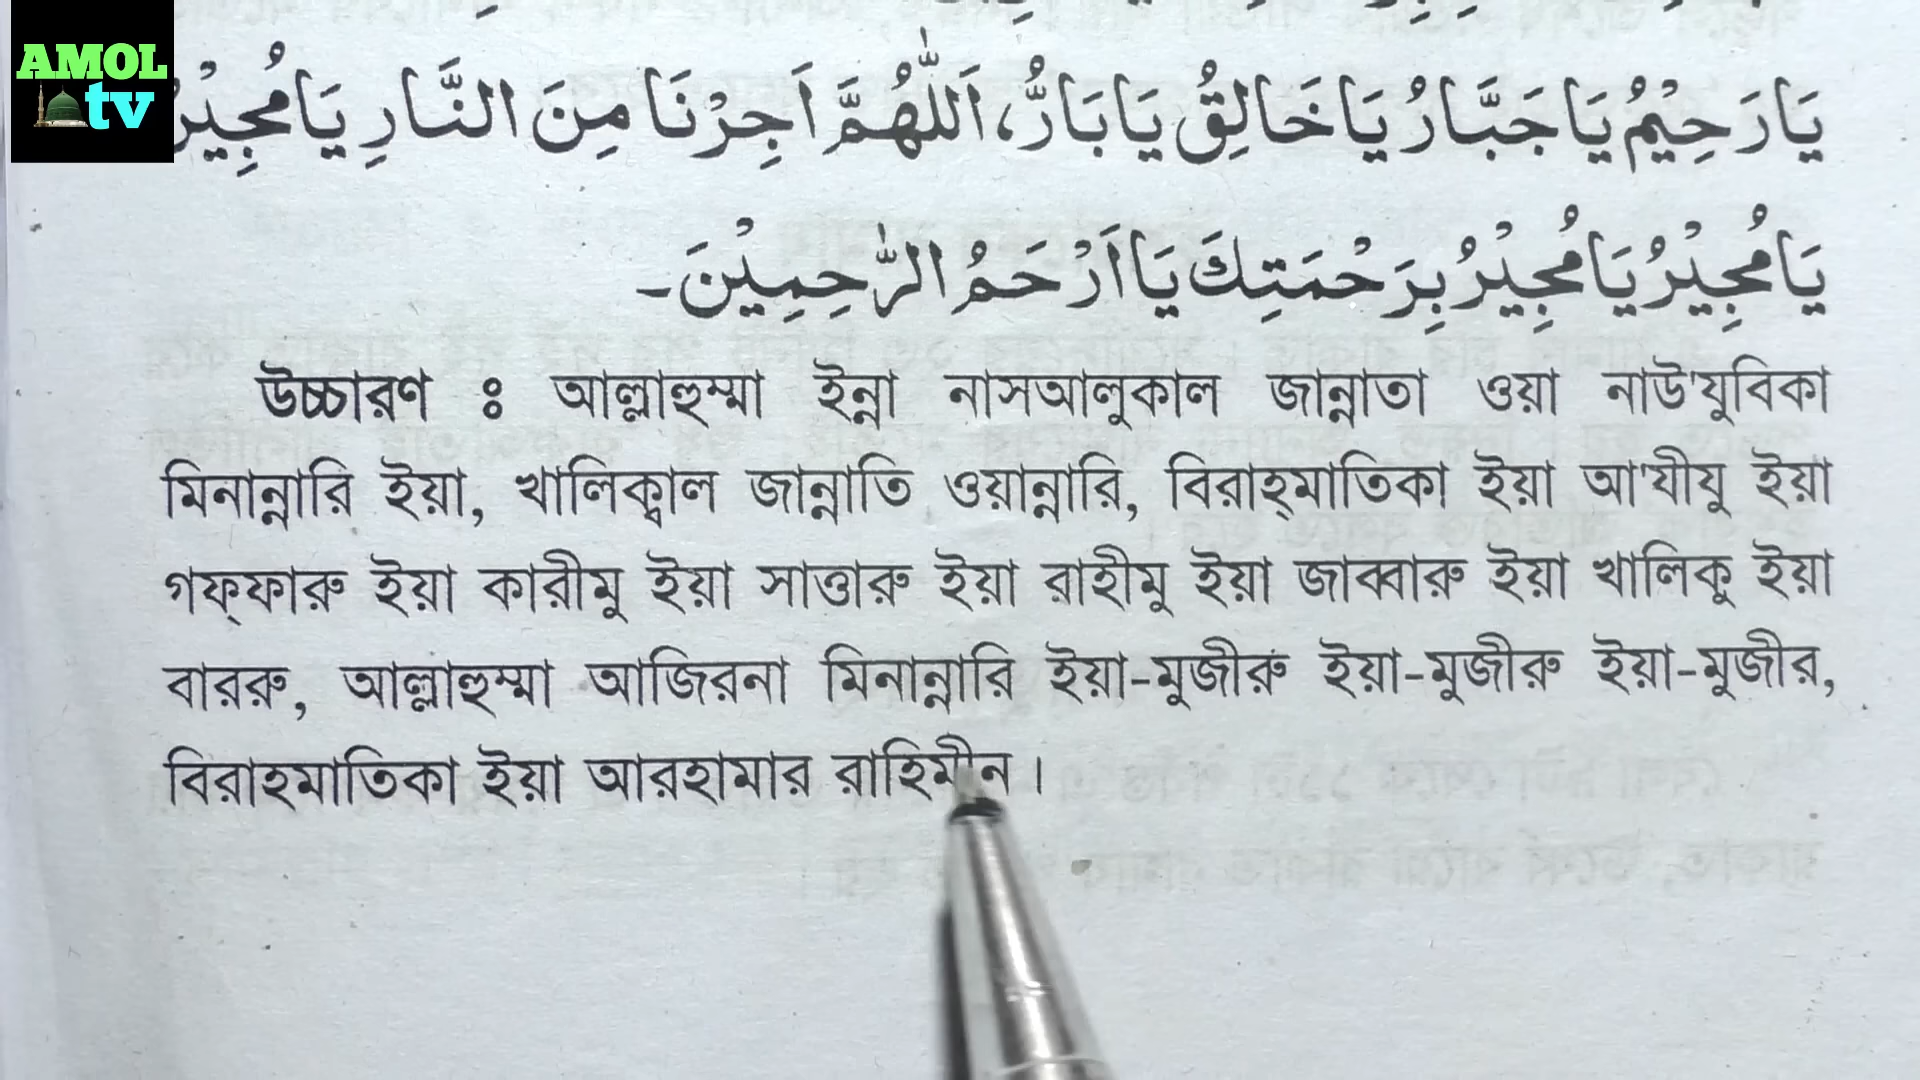 AMOL
tv
يَارَحِيْمُ يَاجَبَّارُ يَاخَالِقُ يَابَارُّ، اَللّٰهُمَّ اَجِرْنَا مِنَ النَّارِ يَامُجِيْرُ
يَامُجِيْرُ يَامُجِيْرُ بِرَحْمَتِكَ يَا اَرْحَمُ الرّٰحِمِيْنَ۔
উচ্চারণ ঃ আল্লাহুম্মা ইন্না নাসআলুকাল জান্নাতা ওয়া নাউ'যুবিকা
মিনান্নারি ইয়া, খালিক্বাল জান্নাতি ওয়ান্নারি, বিরাহ্মাতিকা ইয়া আ'যীযু ইয়া
গফ্ফারু ইয়া কারীমু ইয়া সাত্তারু ইয়া রাহীমু ইয়া জাব্বারু ইয়া খালিকু ইয়া
বাররু, আল্লাহুম্মা আজিরনা মিনান্নারি ইয়া-মুজীরু ইয়া-মুজীরু ইয়া-মুজীর,
বিরাহমাতিকা ইয়া আরহামার রাহিমীন।